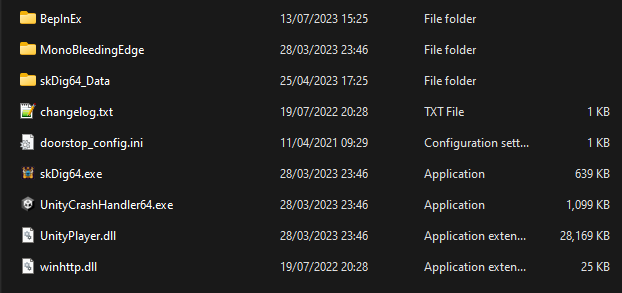 BepInEx 13/07/2023 15:25 File folder
MonoBleedingEdge 28/03/2023 23:46 File folder
skDig64_Data 25/04/2023 17:25 File folder
changelog.txt 19/07/2022 20:28 TXT File 1 KB
doorstop_config.ini 11/04/2021 09:29 Configuration sett... 1 KB
skDig64.exe 28/03/2023 23:46 Application 639 KB
UnityCrashHandler64.exe 28/03/2023 23:46 Application 1,099 KB
UnityPlayer.dll 28/03/2023 23:46 Application exten... 28,169 KB
winhttp.dll 19/07/2022 20:28 Application exten... 25 KB